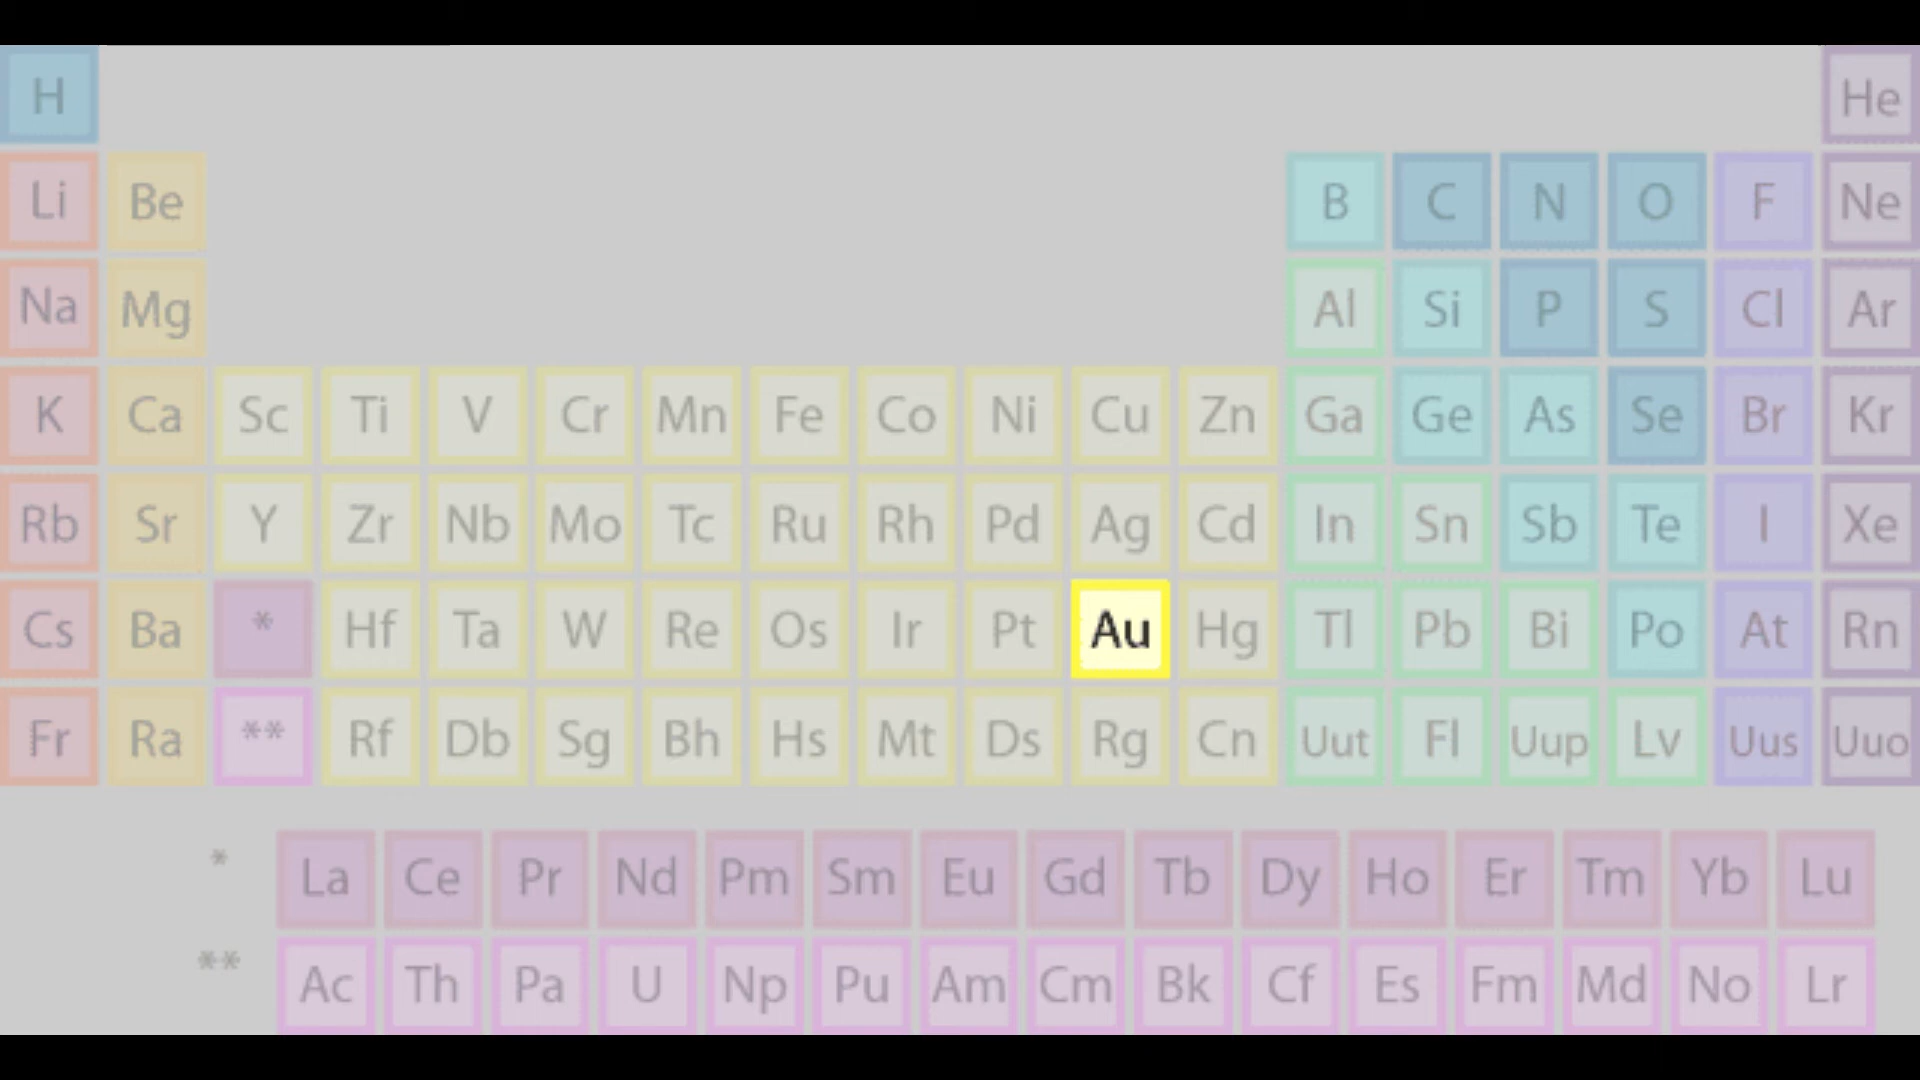 H He
Li Be B C N O F Ne
Na Mg Al Si P S Cl Ar
K Ca Sc Ti V Cr Mn Fe Co Ni Cu Zn Ga Ge As Se Br Kr
Rb Sr Y Zr Nb Mo Tc Ru Rh Pd Ag Cd In Sn Sb Te I Xe
Cs Ba * Hf Ta W Re Os Ir Pt Au Hg Tl Pb Bi Po At Rn
Fr Ra ** Rf Db Sg Bh Hs Mt Ds Rg Cn Uut Fl Uup Lv Uus Uuo
* La Ce Pr Nd Pm Sm Eu Gd Tb Dy Ho Er Tm Yb Lu
** Ac Th Pa U Np Pu Am Cm Bk Cf Es Fm Md No Lr